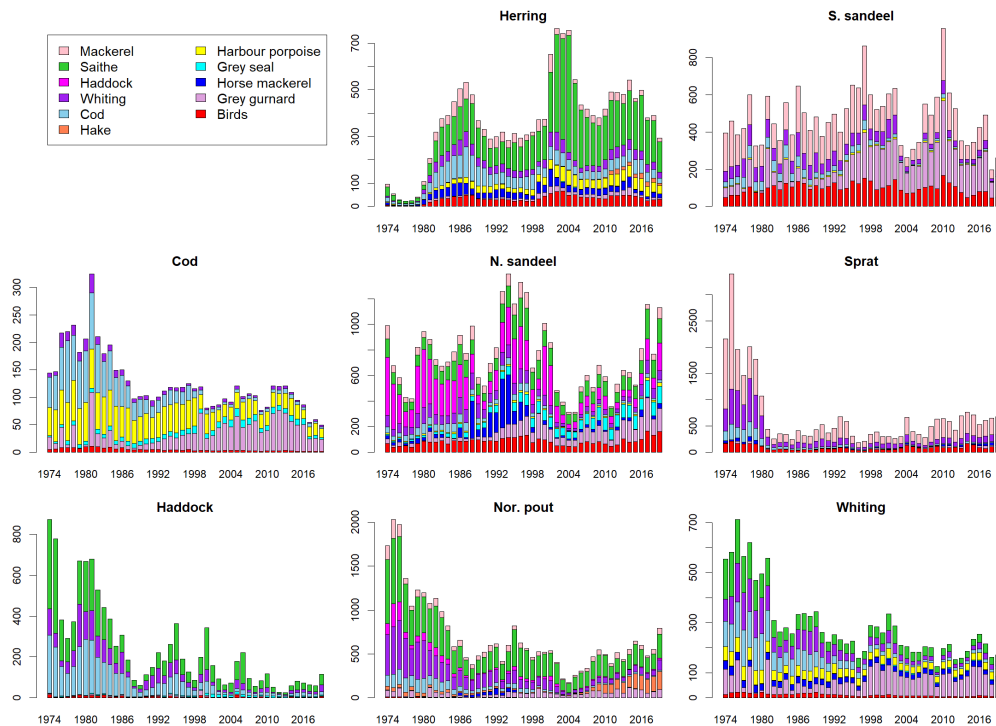 Mackerel
Saithe
Haddock
Whiting
Cod
Hake
Harbour porpoise
Grey seal
Horse mackerel
Grey gurnard
Birds
Herring
0 100 300 500 700
1974 1980 1986 1992 1998 2004 2010 2016
S. sandeel
0 200 400 600 800
1974 1980 1986 1992 1998 2004 2010 2016
Cod
0 50 100 150 200 250 300
1974 1980 1986 1992 1998 2004 2010 2016
N. sandeel
0 200 600 1000
1974 1980 1986 1992 1998 2004 2010 2016
Sprat
0 500 1500 2500
1974 1980 1986 1992 1998 2004 2010 2016
Haddock
0 200 400 600 800
1974 1980 1986 1992 1998 2004 2010 2016
Nor. pout
0 500 1000 1500 2000
1974 1980 1986 1992 1998 2004 2010 2016
Whiting
0 100 300 500 700
1974 1980 1986 1992 1998 2004 2010 2016